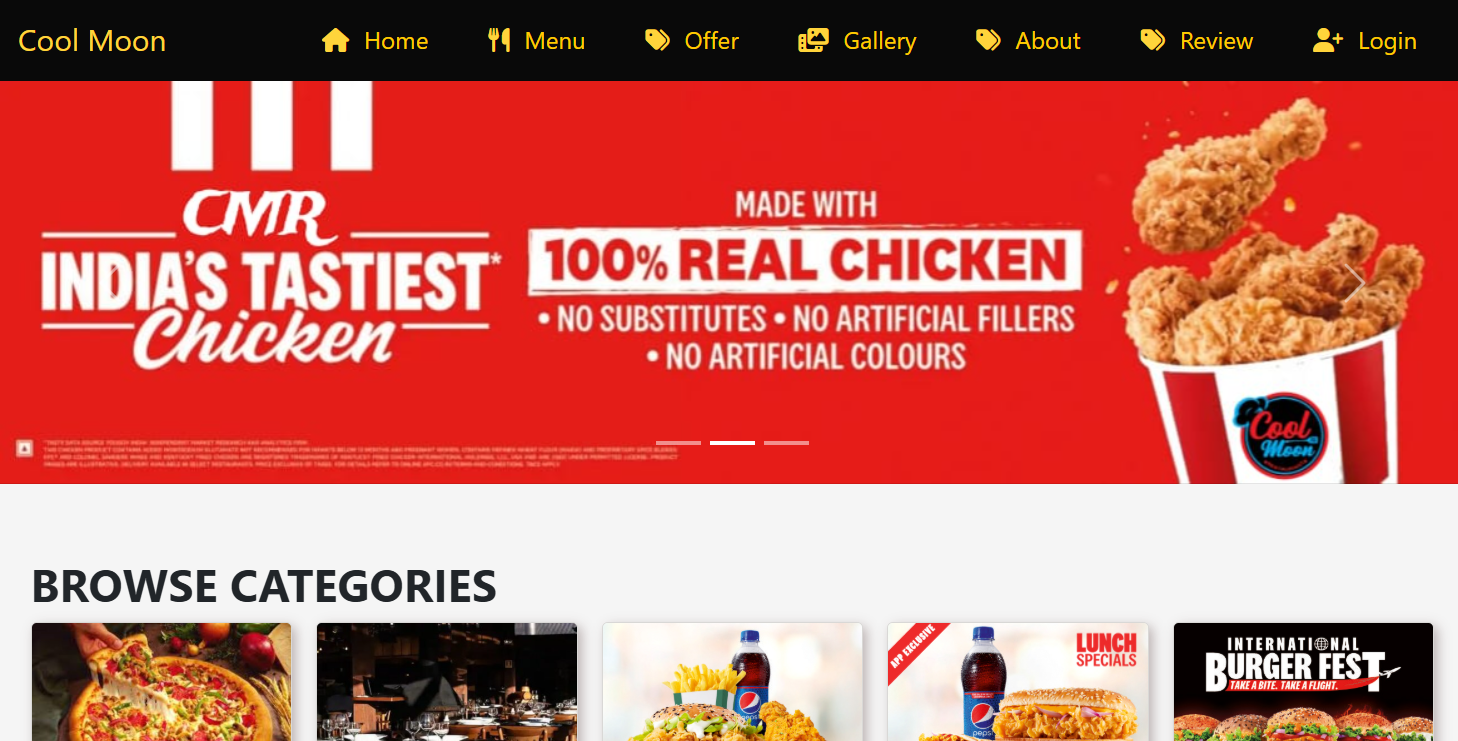 Cool Moon Home Menu Offer Gallery About Review Login
CMR
INDIA'S TASTIEST*
Chicken
MADE WITH
100% REAL CHICKEN
• NO SUBSTITUTES • NO ARTIFICIAL FILLERS
• NO ARTIFICIAL COLOURS
Cool
Moon
BROWSE CATEGORIES
pepsi
APP EXCLUSIVE
LUNCH
SPECIALS
pepsi
INTERNATIONAL
BURGER FEST
TAKE A BITE. TAKE A FLIGHT.